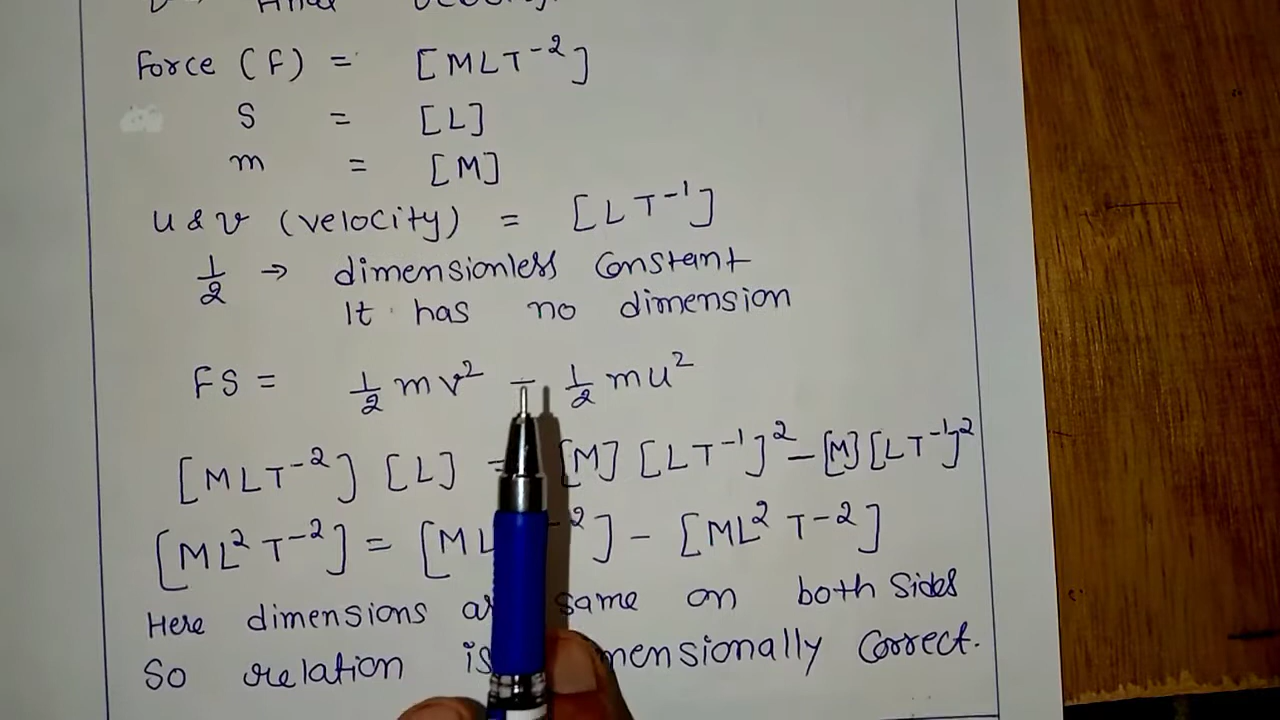 Force (F) = [MLT⁻²]
S = [L]
m = [M]
u & v (velocity) = [LT⁻¹]
1/2 → dimensionless Constant
It has no dimension
FS = 1/2 mv² - 1/2 mu²
[MLT⁻²] [L] = [M] [LT⁻¹]² - [M] [LT⁻¹]²
[ML²T⁻²] = [ML ⁻²] - [ML²T⁻²]
Here dimensions same on both sides
So relation is correct.